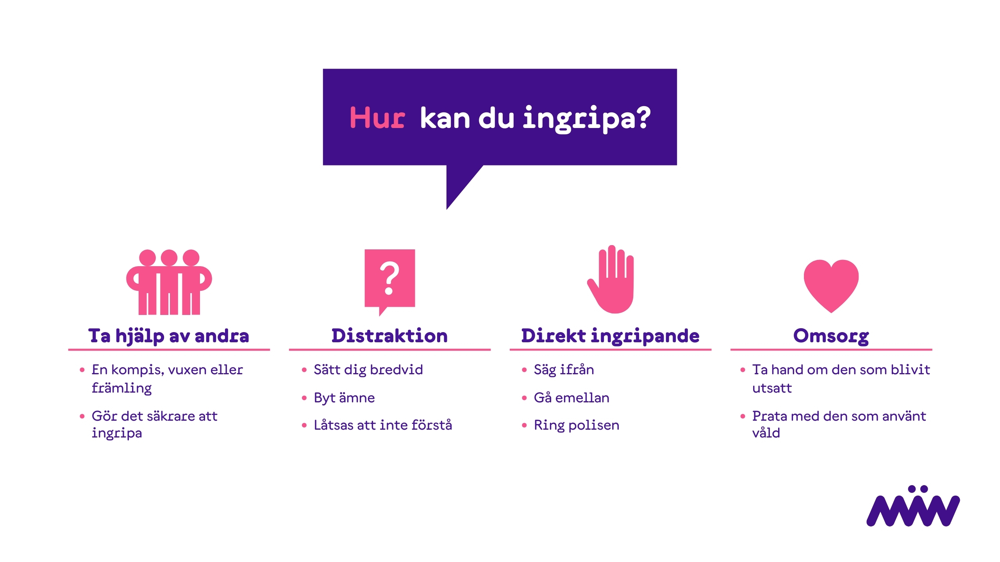 Hur kan du ingripa?
Ta hjälp av andra
En kompis, vuxen eller
främling
Gör det säkrare att
ingripa
Distraktion
Sätt dig bredvid
Byt ämne
Låtsas att inte förstå
Direkt ingripande
Säg ifrån
Gå emellan
Ring polisen
Omsorg
Ta hand om den som blivit
utsatt
Prata med den som använt
våld
MÄN